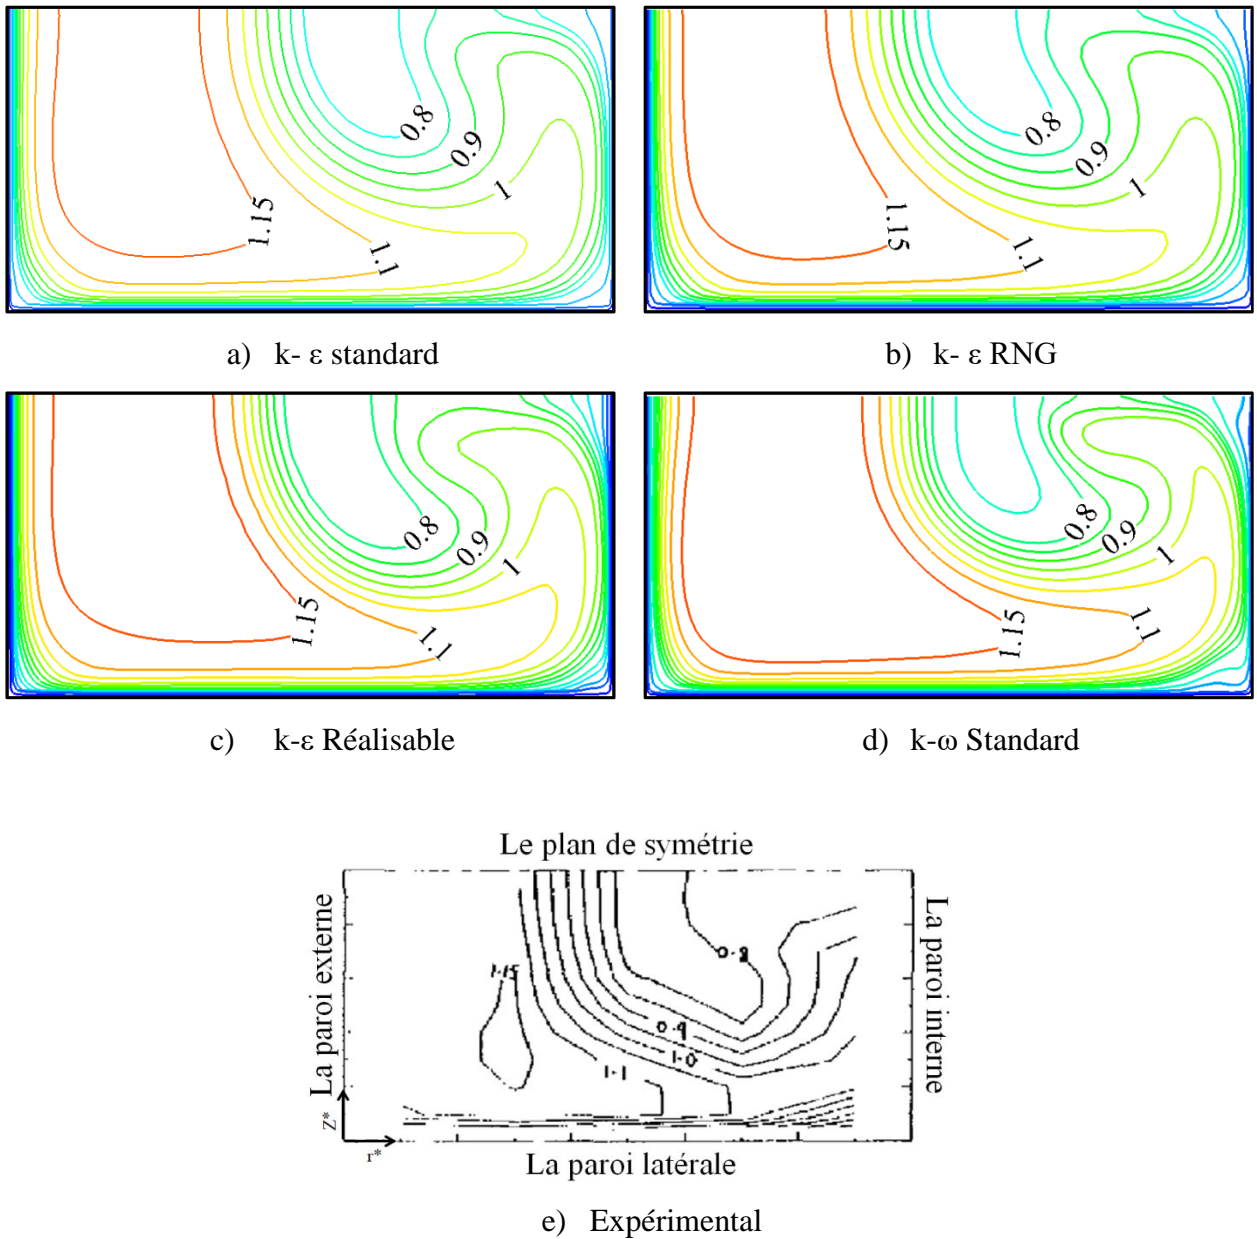 0.8
0.9
1
1.15
1.1
a) k- ε standard
0.8
0.9
1
1.15
1.1
b) k- ε RNG
0.8
0.9
1
1.15
1.1
c) k-ε Réalisable
0.8
0.9
1
1.15
1.1
d) k-ω Standard
Le plan de symétrie
La paroi externe
La paroi interne
0.8
1.15
0.9
1.0
1.1
Z*
r*
La paroi latérale
e) Expérimental